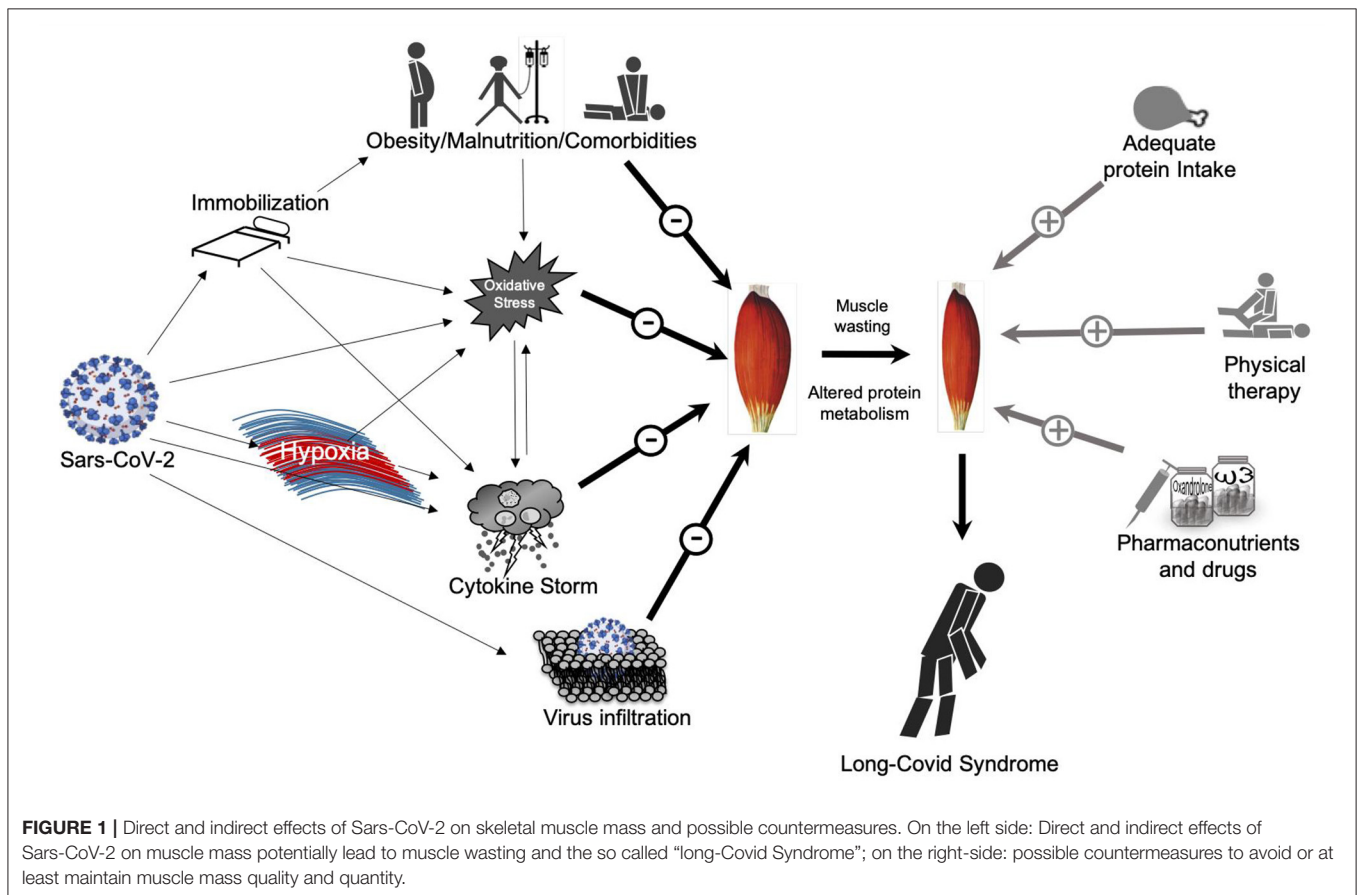 Obesity/Malnutrition/Comorbidities
Immobilization
Oxidative
Stress
Sars-CoV-2
Hypoxia
Cytokine Storm
Virus infiltration
-
-
-
-
Muscle
wasting
Altered protein
metabolism
Adequate
protein Intake
+
Physical
therapy
+
+
Oxandrolone
ω3
Pharmaconutrients
and drugs
Long-Covid Syndrome
FIGURE 1 | Direct and indirect effects of Sars-CoV-2 on skeletal muscle mass and possible countermeasures. On the left side: Direct and indirect effects of
Sars-CoV-2 on muscle mass potentially lead to muscle wasting and the so called “long-Covid Syndrome”; on the right-side: possible countermeasures to avoid or at
least maintain muscle mass quality and quantity.